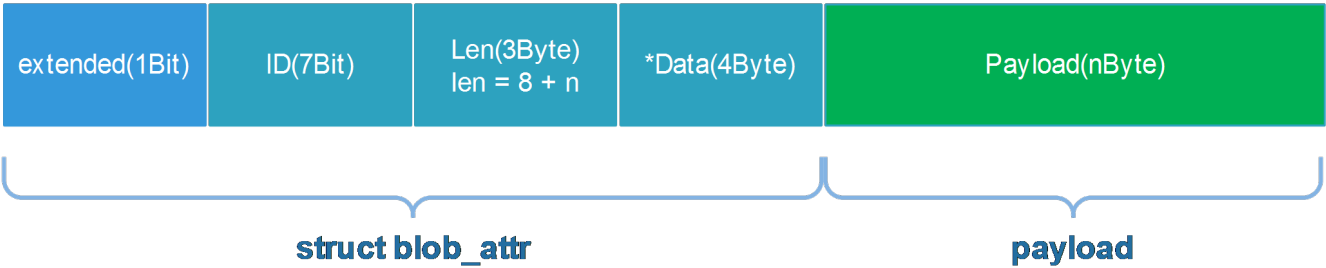 extended(1Bit)
ID(7Bit)
Len(3Byte)
len = 8 + n
*Data(4Byte)
Payload(nByte)
struct blob_attr
payload